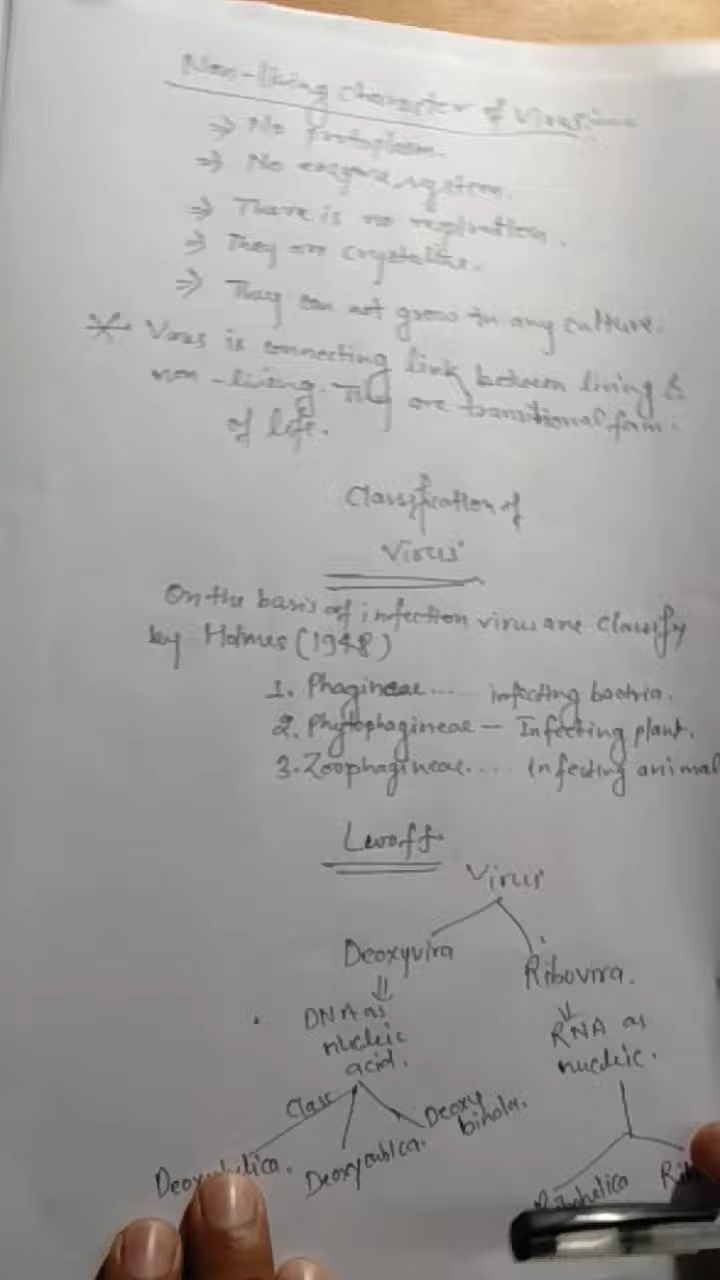 Non-living character of Virus:-
⇒ No protoplasm.
⇒ No enzyme system.
⇒ There is no respiration.
⇒ They are crystallise.
⇒ They can not grow in any culture.
* Virus is connecting link between living &
non-living. They are transitional form.
of life.
Classification of
Virus
On the basis of infection virus are Classify
by Holmes (1948)
1. Phagineae.... infecting bactria.
2. Phytophagineae - Infecting plant.
3. Zoophagineae.... Infecting animal
Lwoff
Virus
Deoxyvira Ribovira.
DNA as RNA as
nucleic nucleic.
acid.
Class
Deoxy
binala.
Deoxycubica.
Ribohelica